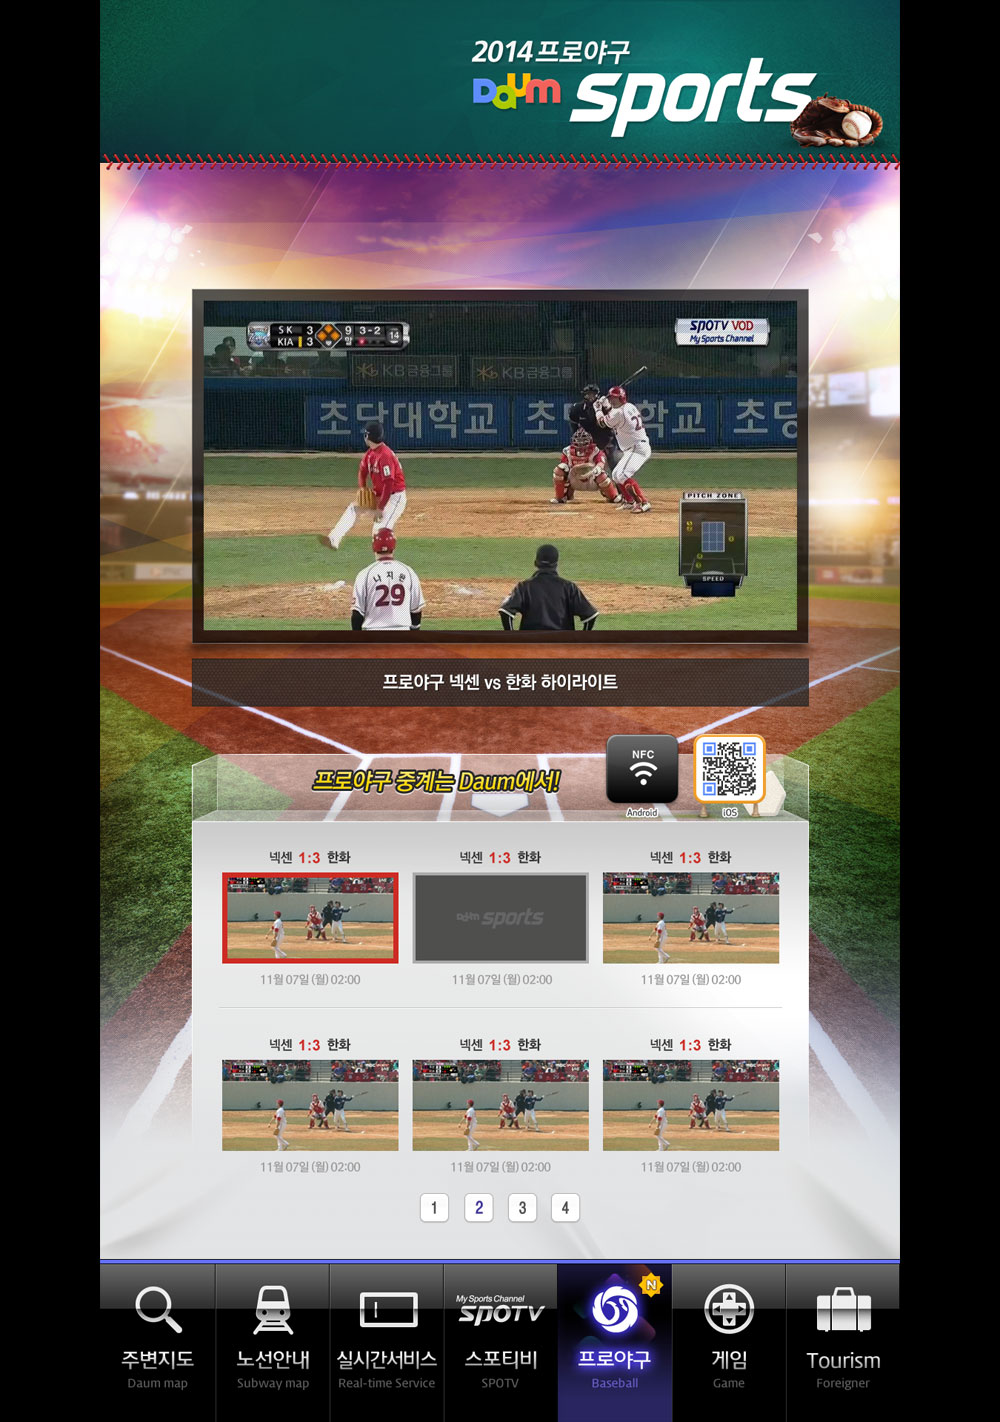 2014 프로야구
Daum sports
SK 3 9 3-2 14
KIA 3 말
SPOTV VOD
My Sports Channel
KB금융그룹 KB금융그룹
초당대학교 초 학교 초당
나지완
29
PITCH ZONE
SPEED
프로야구 넥센 vs 한화 하이라이트
프로야구 중계는 Daum에서!
NFC
Android iOS
넥센 1:3 한화 넥센 1:3 한화 넥센 1:3 한화
Daum sports
11월 07일 (월) 02:00 11월 07일 (월) 02:00 11월 07일 (월) 02:00
넥센 1:3 한화 넥센 1:3 한화 넥센 1:3 한화
11월 07일 (월) 02:00 11월 07일 (월) 02:00 11월 07일 (월) 02:00
1 2 3 4
N
My Sports Channel
SPOTV
주변지도 노선안내 실시간서비스 스포티비 프로야구 게임 Tourism
Daum map Subway map Real-time Service SPOTV Baseball Game Foreigner